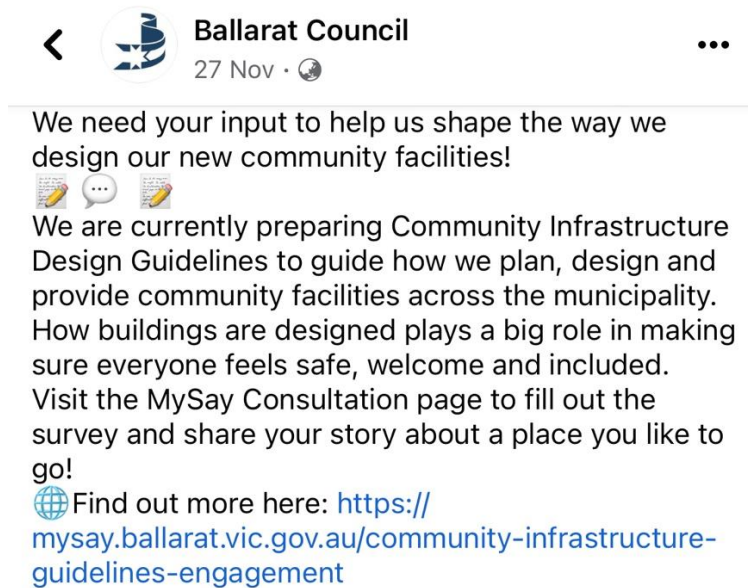 Ballarat Council
27 Nov ·
We need your input to help us shape the way we
design our new community facilities!
📝 💬 📝
We are currently preparing Community Infrastructure
Design Guidelines to guide how we plan, design and
provide community facilities across the municipality.
How buildings are designed plays a big role in making
sure everyone feels safe, welcome and included.
Visit the MySay Consultation page to fill out the
survey and share your story about a place you like to
go!
🌐Find out more here: https://
mysay.ballarat.vic.gov.au/community-infrastructure-
guidelines-engagement